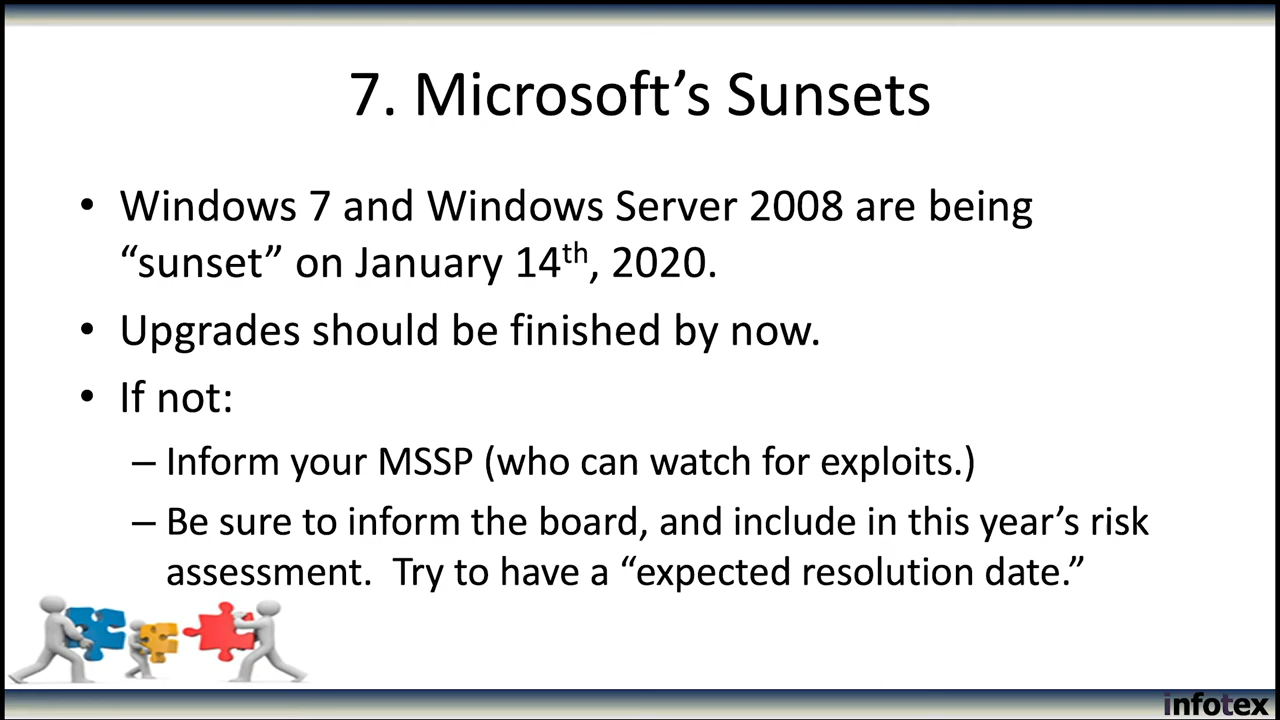 7. Microsoft’s Sunsets
• Windows 7 and Windows Server 2008 are being
“sunset” on January 14th, 2020.
• Upgrades should be finished by now.
• If not:
– Inform your MSSP (who can watch for exploits.)
– Be sure to inform the board, and include in this year’s risk
assessment.  Try to have a “expected resolution date.”
infotex